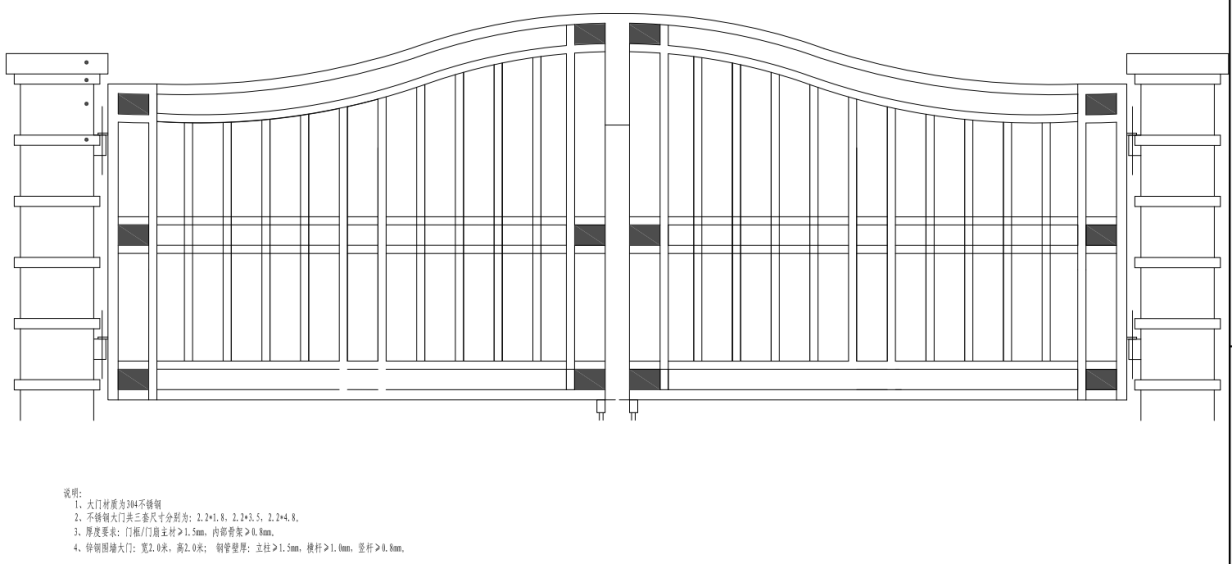 说明:
1、大门材质为304不锈钢
2、不锈钢大门共三套尺寸分别为: 2.2*1.8, 2.2*3.5, 2.2*4.8。
3、厚度要求: 门框/门扇主材≥1.5mm, 内部骨架≥0.8mm。
4、锌钢围墙大门: 宽2.0米, 高2.0米; 钢管壁厚: 立柱≥1.5mm, 横杆≥1.0mm, 竖杆≥0.8mm。